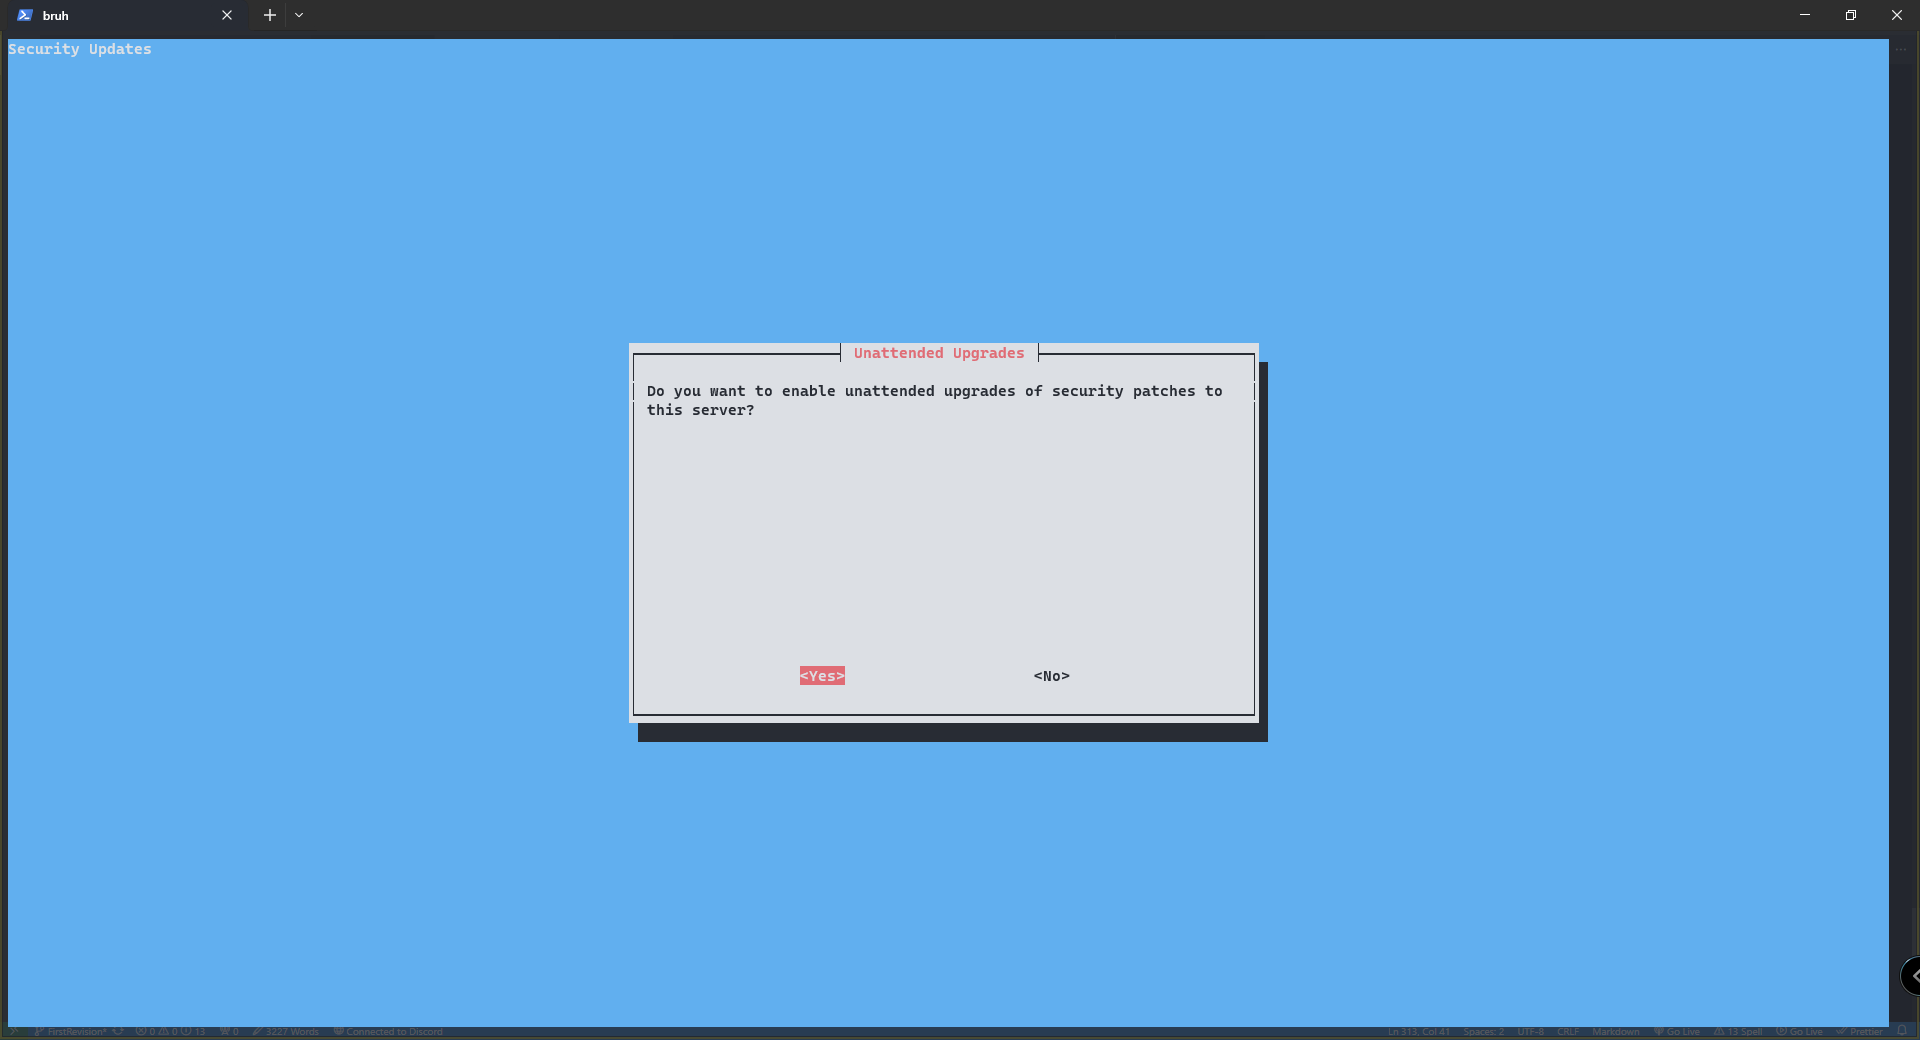 bruh
Security Updates
Unattended Upgrades
Do you want to enable unattended upgrades of security patches to
this server?
<Yes> <No>
FirstRevision* 0 0 13 0 3227 Words Connected to Discord Ln 313, Col 41 Spaces: 2 UTF-8 CRLF Markdown Go Live 13 Spell Go Live Prettier